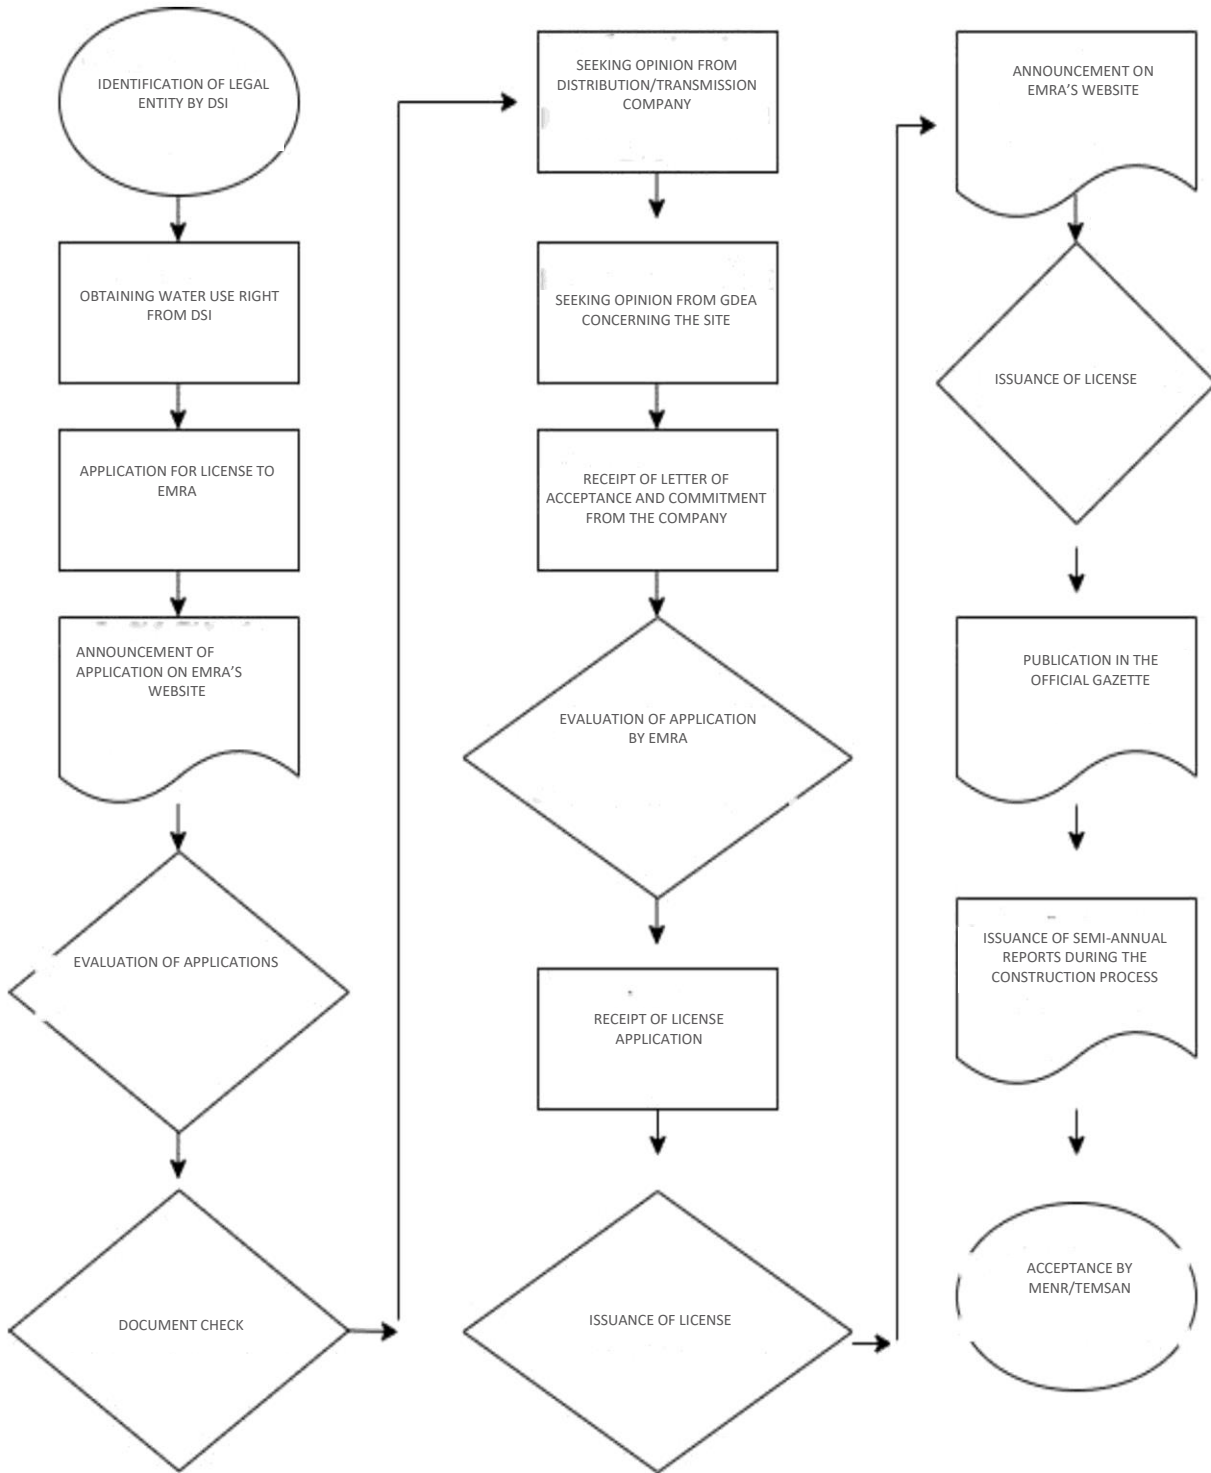 IDENTIFICATION OF LEGAL
ENTITY BY DSI
OBTAINING WATER USE RIGHT
FROM DSI
APPLICATION FOR LICENSE TO
EMRA
ANNOUNCEMENT OF
APPLICATION ON EMRA’S
WEBSITE
EVALUATION OF APPLICATIONS
DOCUMENT CHECK
SEEKING OPINION FROM
DISTRIBUTION/TRANSMISSION
COMPANY
SEEKING OPINION FROM GDEA
CONCERNING THE SITE
RECEIPT OF LETTER OF
ACCEPTANCE AND COMMITMENT
FROM THE COMPANY
EVALUATION OF APPLICATION
BY EMRA
RECEIPT OF LICENSE
APPLICATION
ISSUANCE OF LICENSE
ANNOUNCEMENT ON
EMRA’S WEBSITE
ISSUANCE OF LICENSE
PUBLICATION IN THE
OFFICIAL GAZETTE
ISSUANCE OF SEMI-ANNUAL
REPORTS DURING THE
CONSTRUCTION PROCESS
ACCEPTANCE BY
MENR/TEMSAN